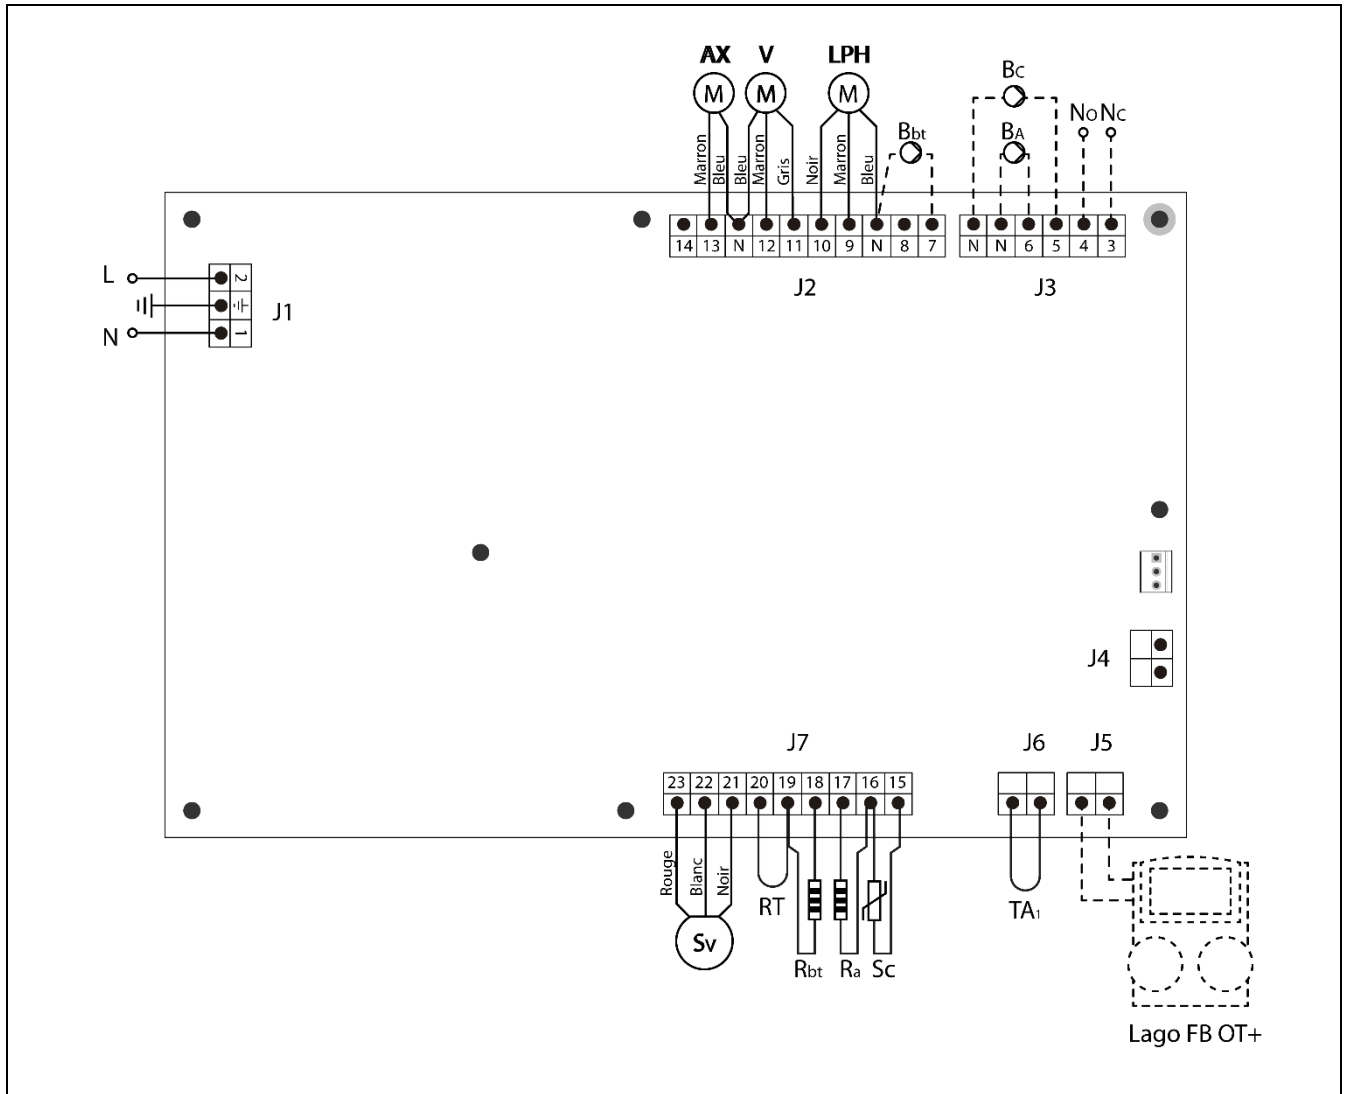 AX V LPH
BC
M M M
BA NO NC
Bbt
Marron Bleu Bleu Marron Gris Noir Marron Bleu
14 13 N 12 11 10 9 N 8 7
N N 6 5 4 3
J2 J3
L 2
J1
N 1
J4
J7 J6 J5
23 22 21 20 19 18 17 16 15
Rouge Blanc Noir
RT TA1
SV
Rbt Ra SC
Lago FB OT+